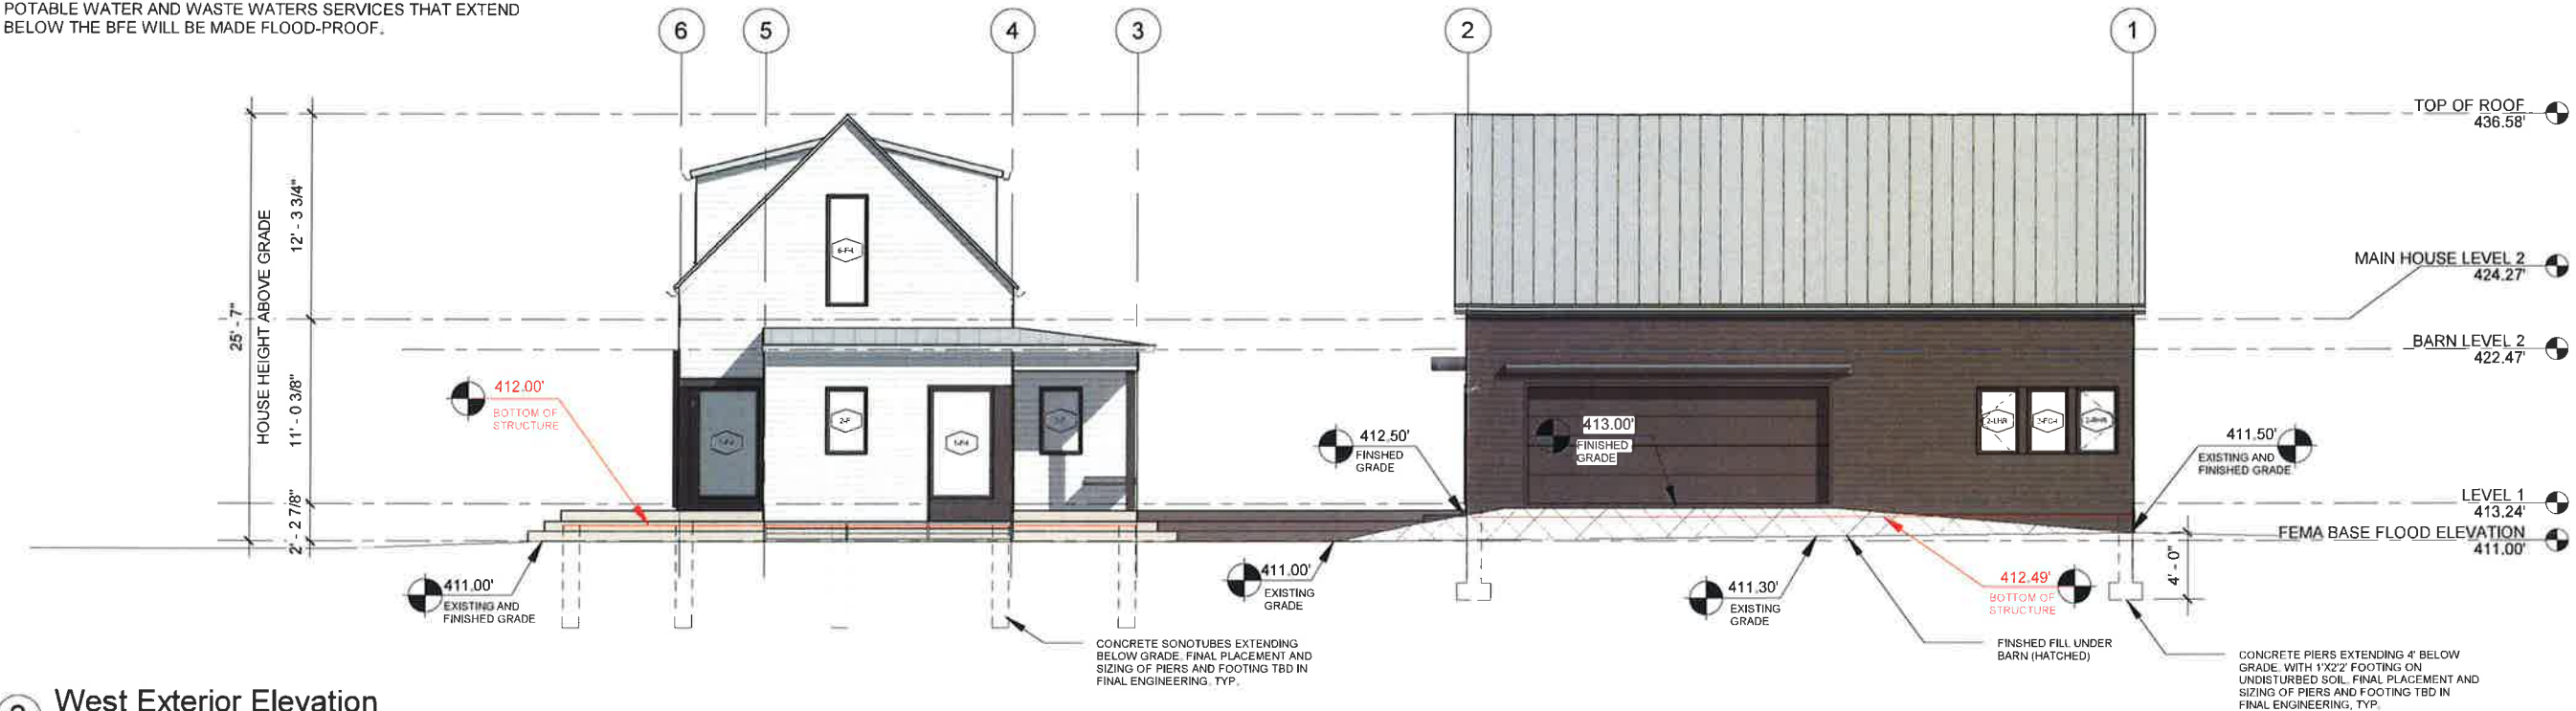 POTABLE WATER AND WASTE WATERS SERVICES THAT EXTEND
BELOW THE BFE WILL BE MADE FLOOD-PROOF.
6
5
4
3
2
1
TOP OF ROOF
436.58'
MAIN HOUSE LEVEL 2
424.27'
BARN LEVEL 2
422.47'
LEVEL 1
413.24'
FEMA BASE FLOOD ELEVATION
411.00'
25' - 7"
HOUSE HEIGHT ABOVE GRADE
12' - 3 3/4"
11' - 0 3/8"
2' - 2 7/8"
412.00'
BOTTOM OF
STRUCTURE
2-F
411.00'
EXISTING AND
FINISHED GRADE
412.50'
FINSHED
GRADE
413.00'
FINISHED
GRADE
2-LHR
411.50'
EXISTING AND
FINISHED GRADE
411.00'
EXISTING
GRADE
411.30'
EXISTING
GRADE
412.49'
BOTTOM OF
STRUCTURE
4' - 0"
CONCRETE SONOTUBES EXTENDING
BELOW GRADE. FINAL PLACEMENT AND
SIZING OF PIERS AND FOOTING TBD IN
FINAL ENGINEERING, TYP.
FINSHED FILL UNDER
BARN (HATCHED)
CONCRETE PIERS EXTENDING 4' BELOW
GRADE, WITH 1'X2'2' FOOTING ON
UNDISTURBED SOIL. FINAL PLACEMENT AND
SIZING OF PIERS AND FOOTING TBD IN
FINAL ENGINEERING, TYP.
West Exterior Elevation